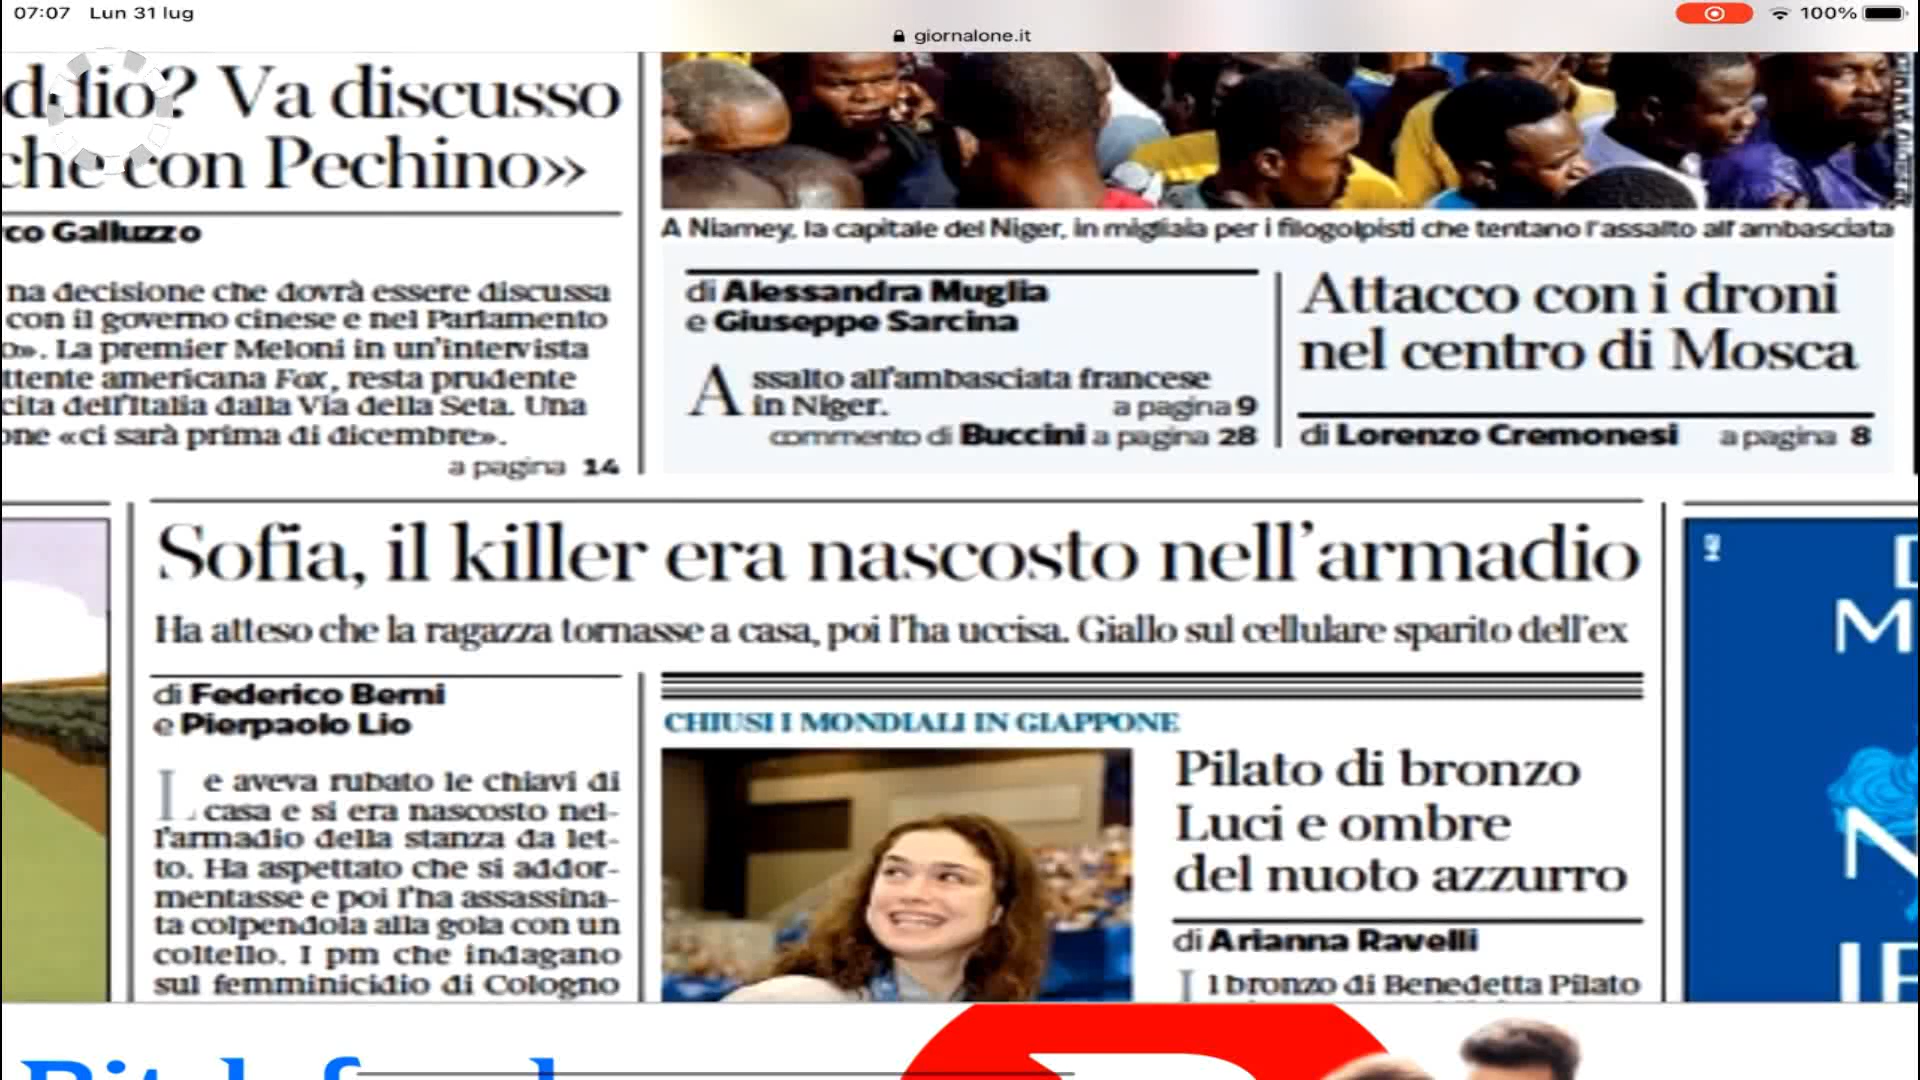 07:07 Lun 31 lug
100%
giornalone.it
ddio? Va discusso
che con Pechino»
rco Galluzzo
na decisione che dovrà essere discussa
con il governo cinese e nel Parlamento
o». La premier Meloni in un'intervista
ttente americana Fox, resta prudente
cita dell'Italia dalla Via della Seta. Una
one «ci sarà prima di dicembre».
a pagina 14
A Niamey, la capitale del Niger, in migliaia per i filogolpisti che tentano l'assalto all'ambasciata
di Alessandra Muglia
e Giuseppe Sarcina
Assalto all'ambasciata francese
in Niger. a pagina 9
commento di Buccini a pagina 28
Attacco con i droni
nel centro di Mosca
di Lorenzo Cremonesi a pagina 8
Sofia, il killer era nascosto nell'armadio
Ha atteso che la ragazza tornasse a casa, poi l'ha uccisa. Giallo sul cellulare sparito dell'ex
di Federico Berni
e Pierpaolo Lio
Le aveva rubato le chiavi di
casa e si era nascosto nel-
l'armadio della stanza da let-
to. Ha aspettato che si addor-
mentasse e poi l'ha assassina-
ta colpendola alla gola con un
coltello. I pm che indagano
sul femminicidio di Cologno
CHIUSI I MONDIALI IN GIAPPONE
Pilato di bronzo
Luci e ombre
del nuoto azzurro
di Arianna Ravelli
Il bronzo di Benedetta Pilato
D
M
N
IF